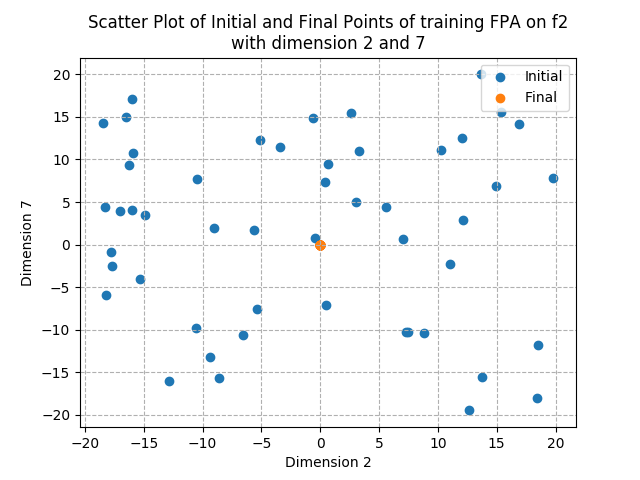 Scatter Plot of Initial and Final Points of training FPA on f2
with dimension 2 and 7
20
15
10
5
0
−5
−10
−15
−20
Dimension 7
Initial
Final
−20 −15 −10 −5 0 5 10 15 20
Dimension 2